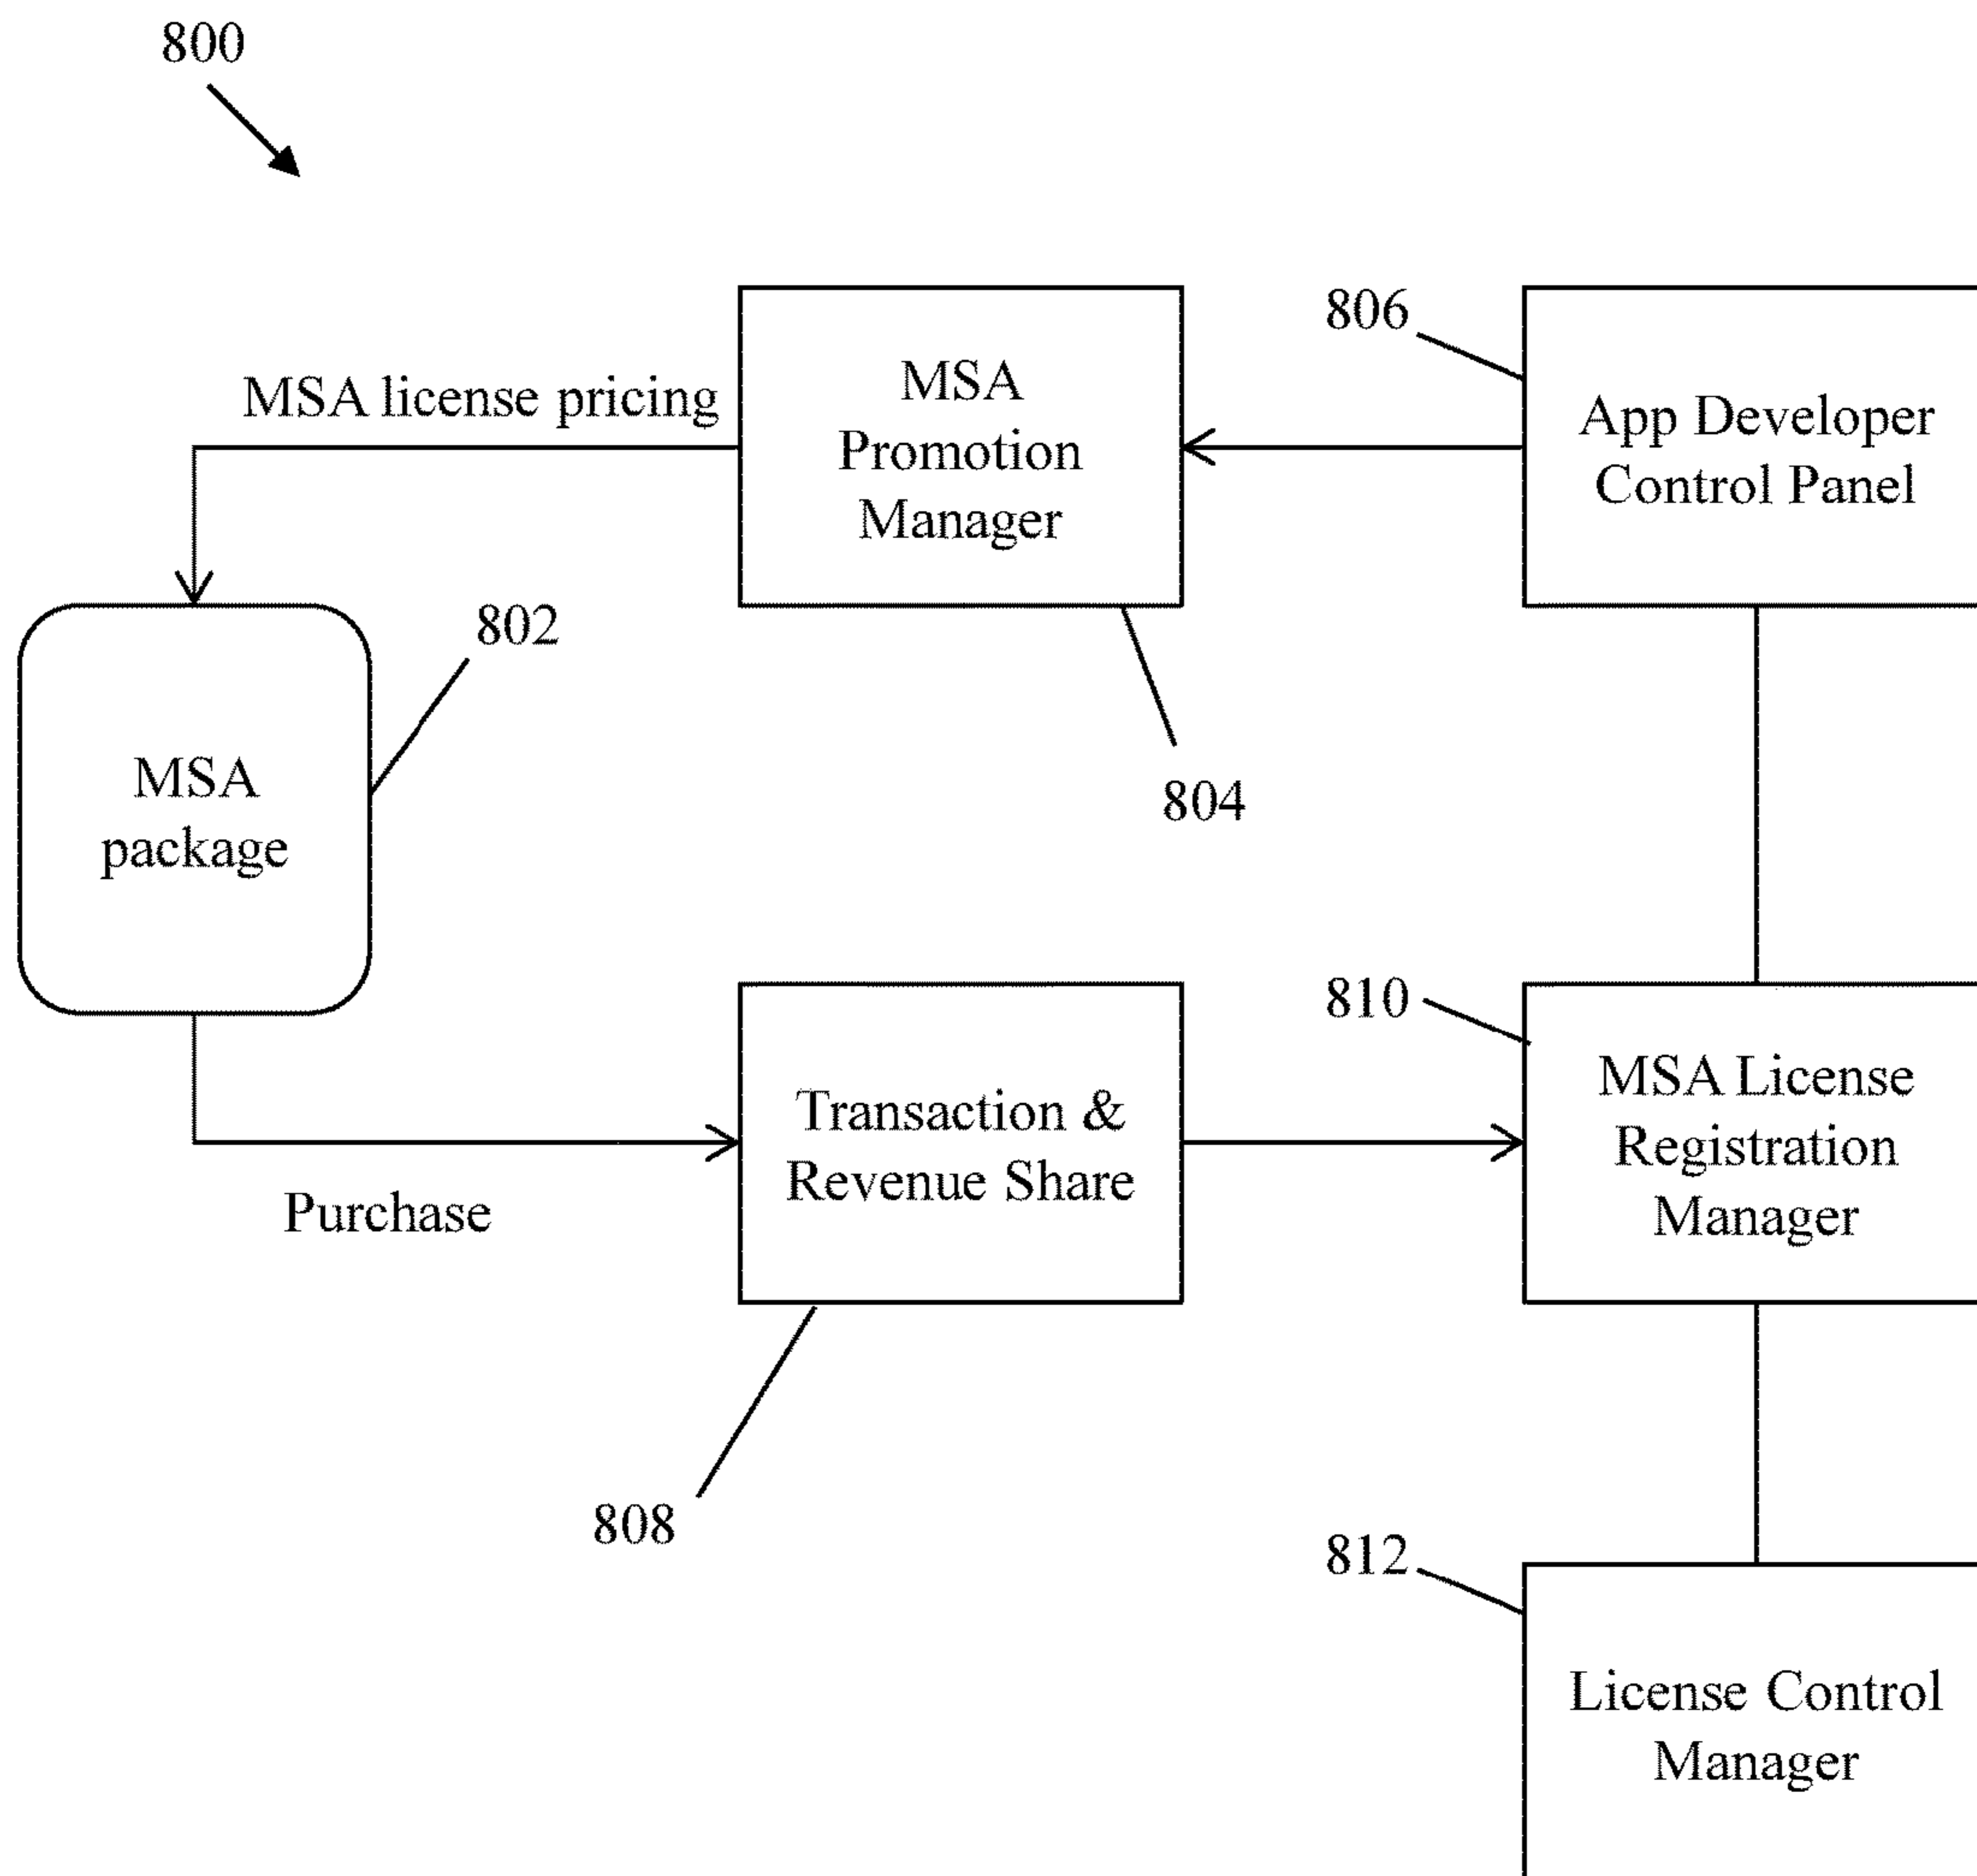 800
806
MSA
Promotion
Manager
App Developer
Control Panel
MSA license pricing
802
804
MSA
package
810
Transaction &
Revenue Share
MSA License
Registration
Manager
Purchase
808
812
License Control
Manager